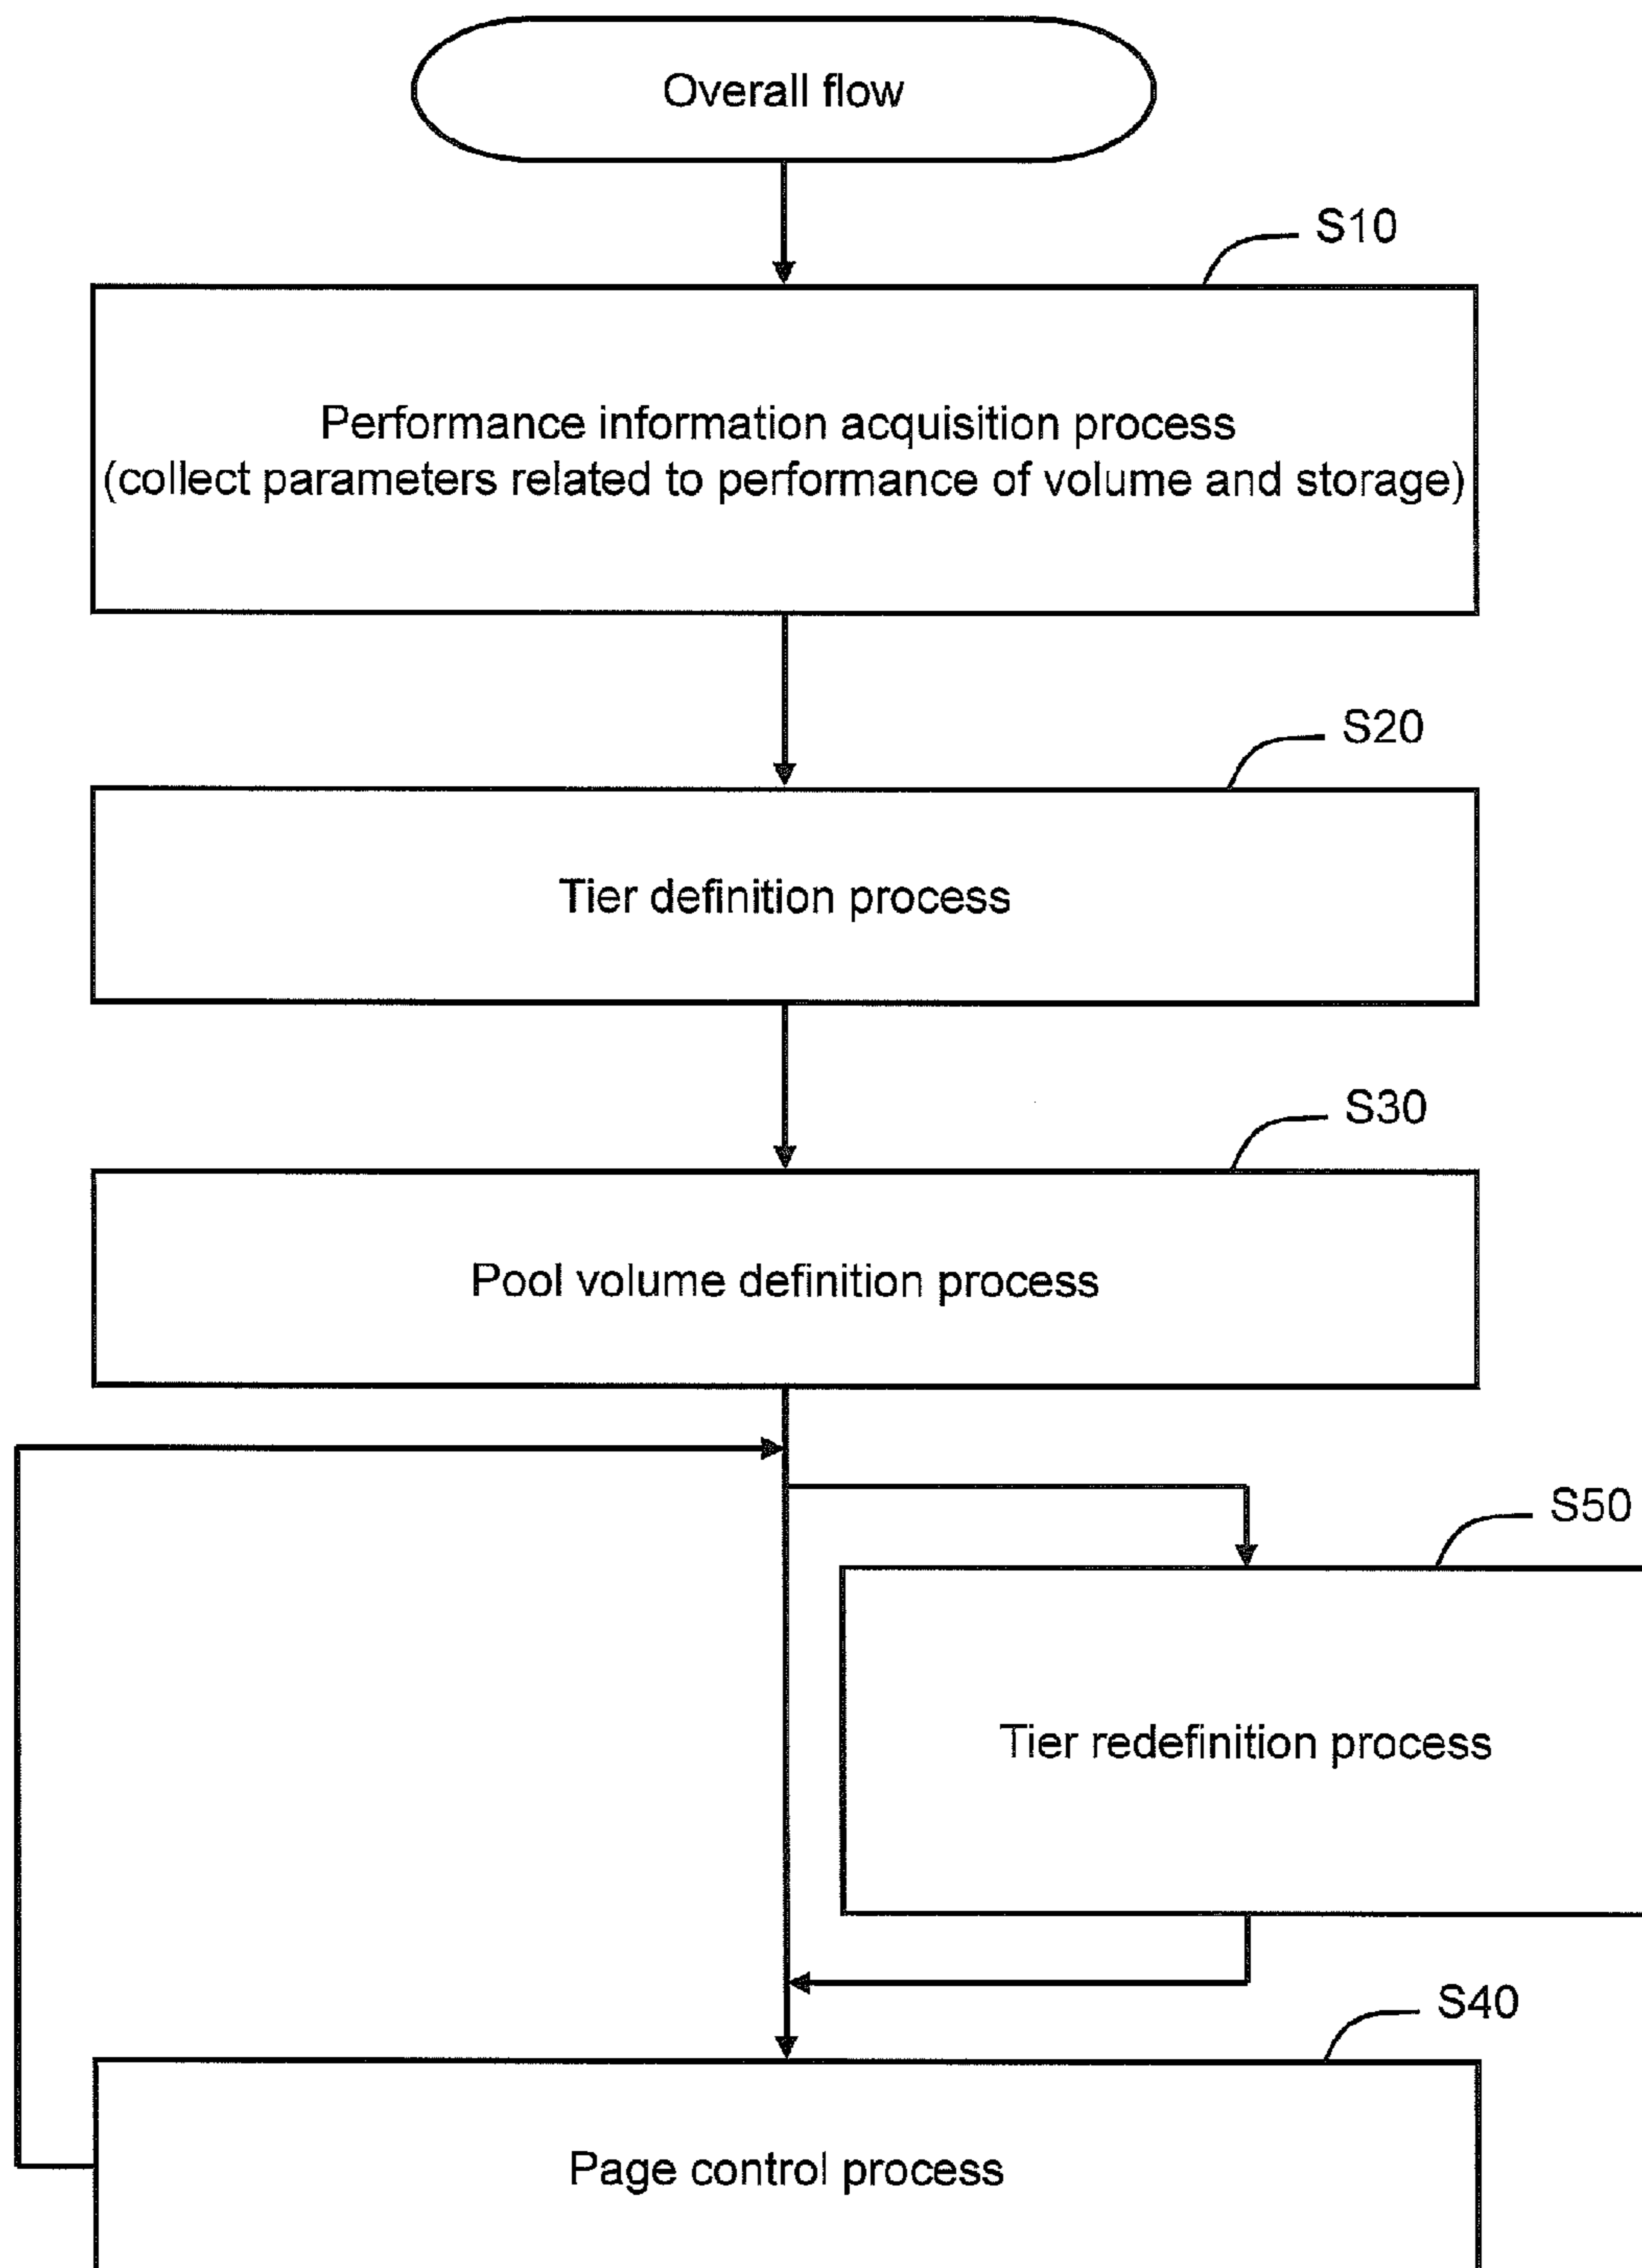 Overall flow
S10
Performance information acquisition process
(collect parameters related to performance of volume and storage)
S20
Tier definition process
S30
Pool volume definition process
S50
Tier redefinition process
S40
Page control process